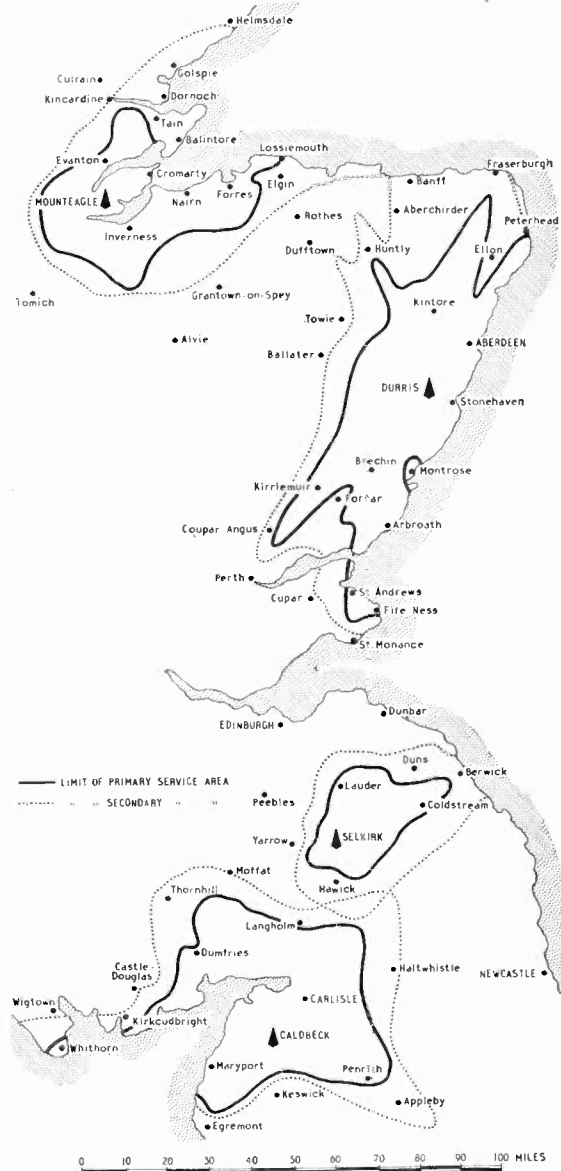 Helmsdale
Golspie
Culrain
Kincardine
Dornoch
Tain
Balintore
Evanton
Lossiemouth
Cromarty
Elgin
Banff
Fraserburgh
MOUNTEAGLE
Nairn
Forres
Rothes
Aberchirder
Peterhead
Inverness
Dufftown
Huntly
Ellon
Tomich
Grantown-on-Spey
Kintore
Towie
Alvie
Ballater
ABERDEEN
DURRIS
Stonehaven
Brechin
Montrose
Kirriemuir
Forfar
Coupar Angus
Arbroath
Perth
St. Andrews
Cupar
Fife Ness
St. Monance
Dunbar
EDINBURGH
Duns
Berwick
LIMIT OF PRIMARY SERVICE AREA
" " SECONDARY " "
Lauder
Peebles
Coldstream
Yarrow
SELKIRK
Moffat
Hawick
Thornhill
Langholm
Dumfries
Castle-
Douglas
Haltwhistle
NEWCASTLE
Wigtown
CARLISLE
Kirkcudbright
CALDBECK
Whithorn
Maryport
Penrith
Keswick
Appleby
Egremont
0 10 20 30 40 50 60 70 80 90 100 MILES